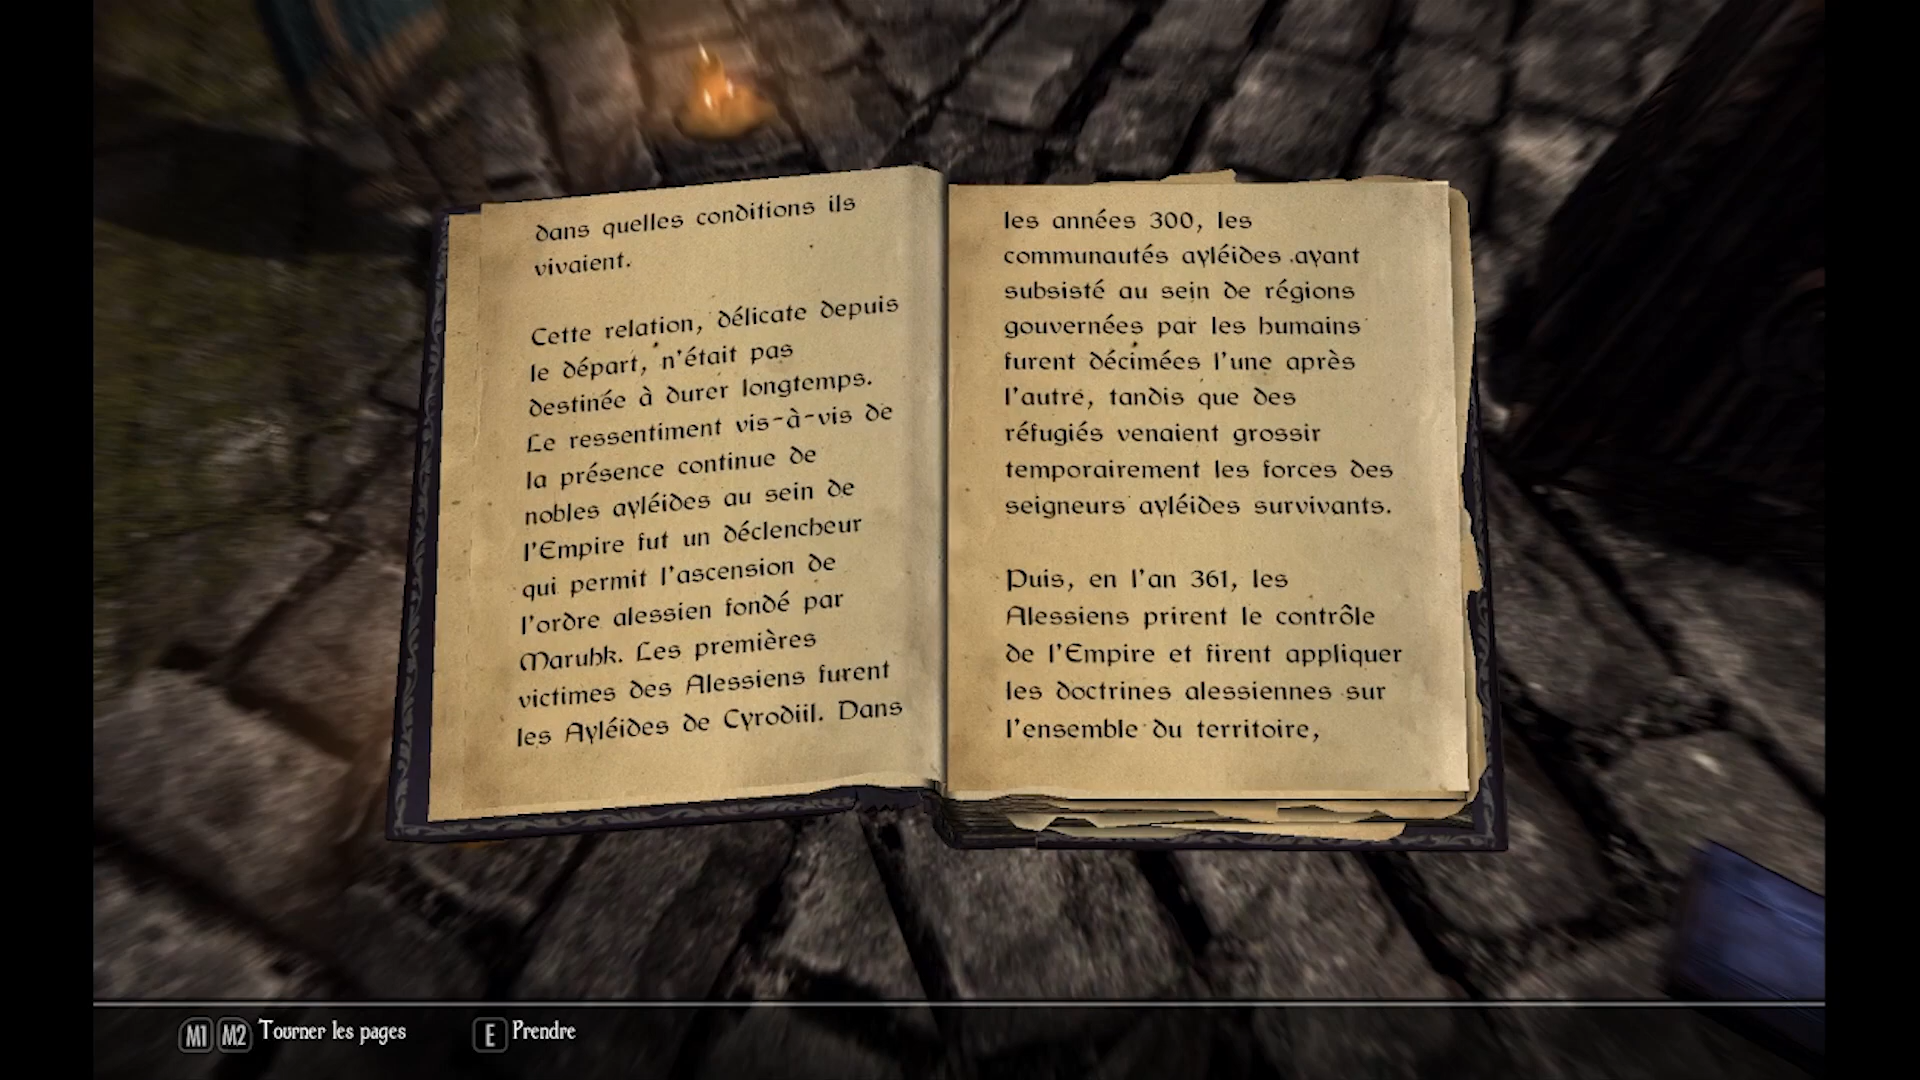 dans quelles conditions ils
vivaient.
Cette relation, délicate depuis
le départ, n'était pas
destinée à durer longtemps.
Le ressentiment vis-à-vis de
la présence continue de
nobles ayléides au sein de
l'Empire fut un déclencheur
qui permit l'ascension de
l'ordre alessien fondé par
Maruhk. Les premières
victimes des Alessiens furent
les Ayléides de Cyrodiil. Dans
les années 300, les
communautés ayléides ayant
subsisté au sein de régions
gouvernées par les humains
furent décimées l'une après
l'autre, tandis que des
réfugiés venaient grossir
temporairement les forces des
seigneurs ayléides survivants.
Puis, en l'an 361, les
Alessiens prirent le contrôle
de l'Empire et firent appliquer
les doctrines alessiennes sur
l'ensemble du territoire,
M1 M2 Tourner les pages E Prendre